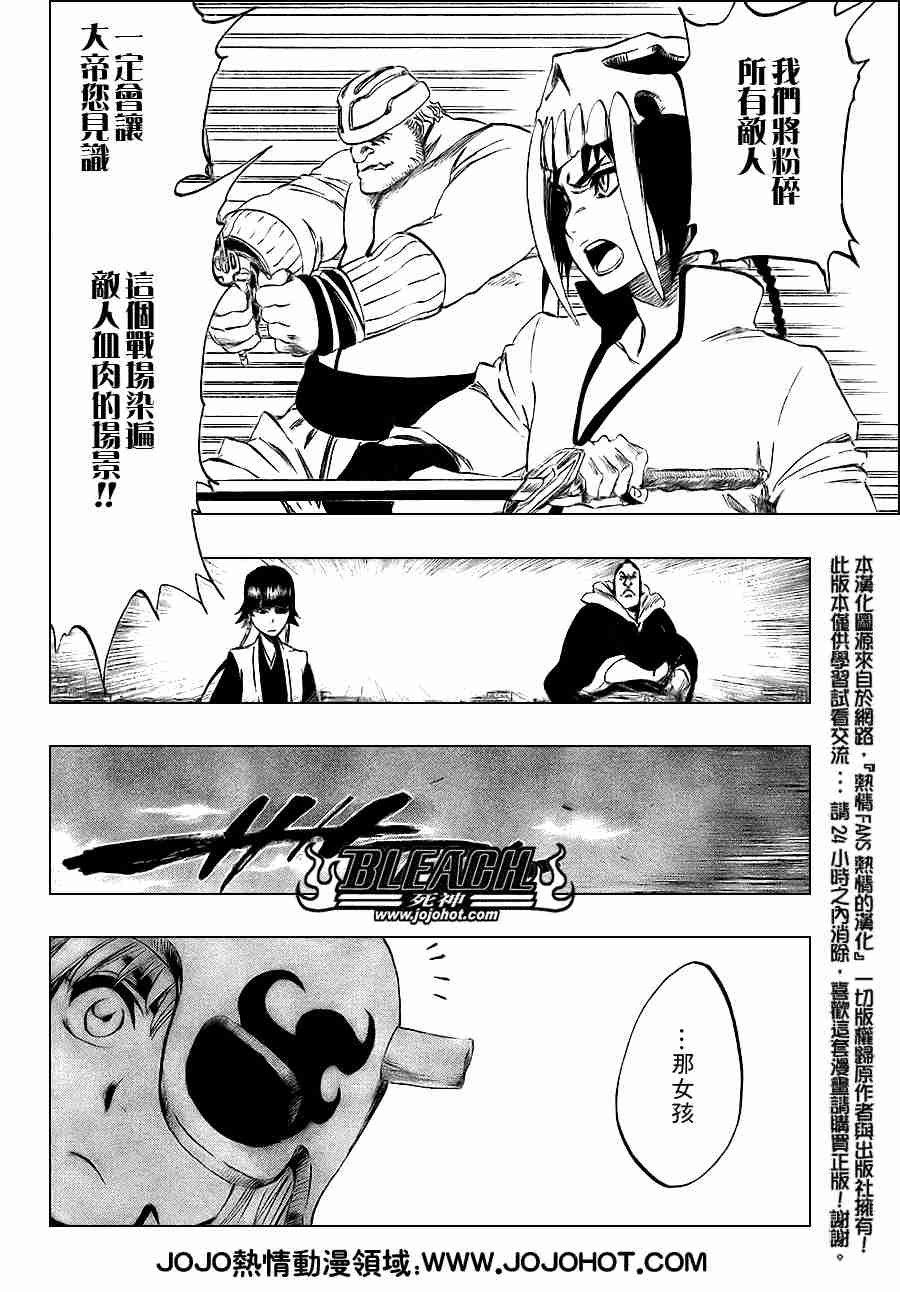 我們將粉碎
所有敵人
一定會讓
大帝您見識
這個戰場染遍
敵人血肉的場景!!
BLEACH
死神
www.jojohot.com
…那女孩
本漢化圖源來自於網路，『熱情FANS 熱情的漢化』一切版權歸原作者與出版社擁有！
此版本僅供學習試看交流… 請24小時之內消除，喜歡這套漫畫請購買正版！謝謝。
JOJO熱情動漫領域:WWW.JOJOHOT.COM